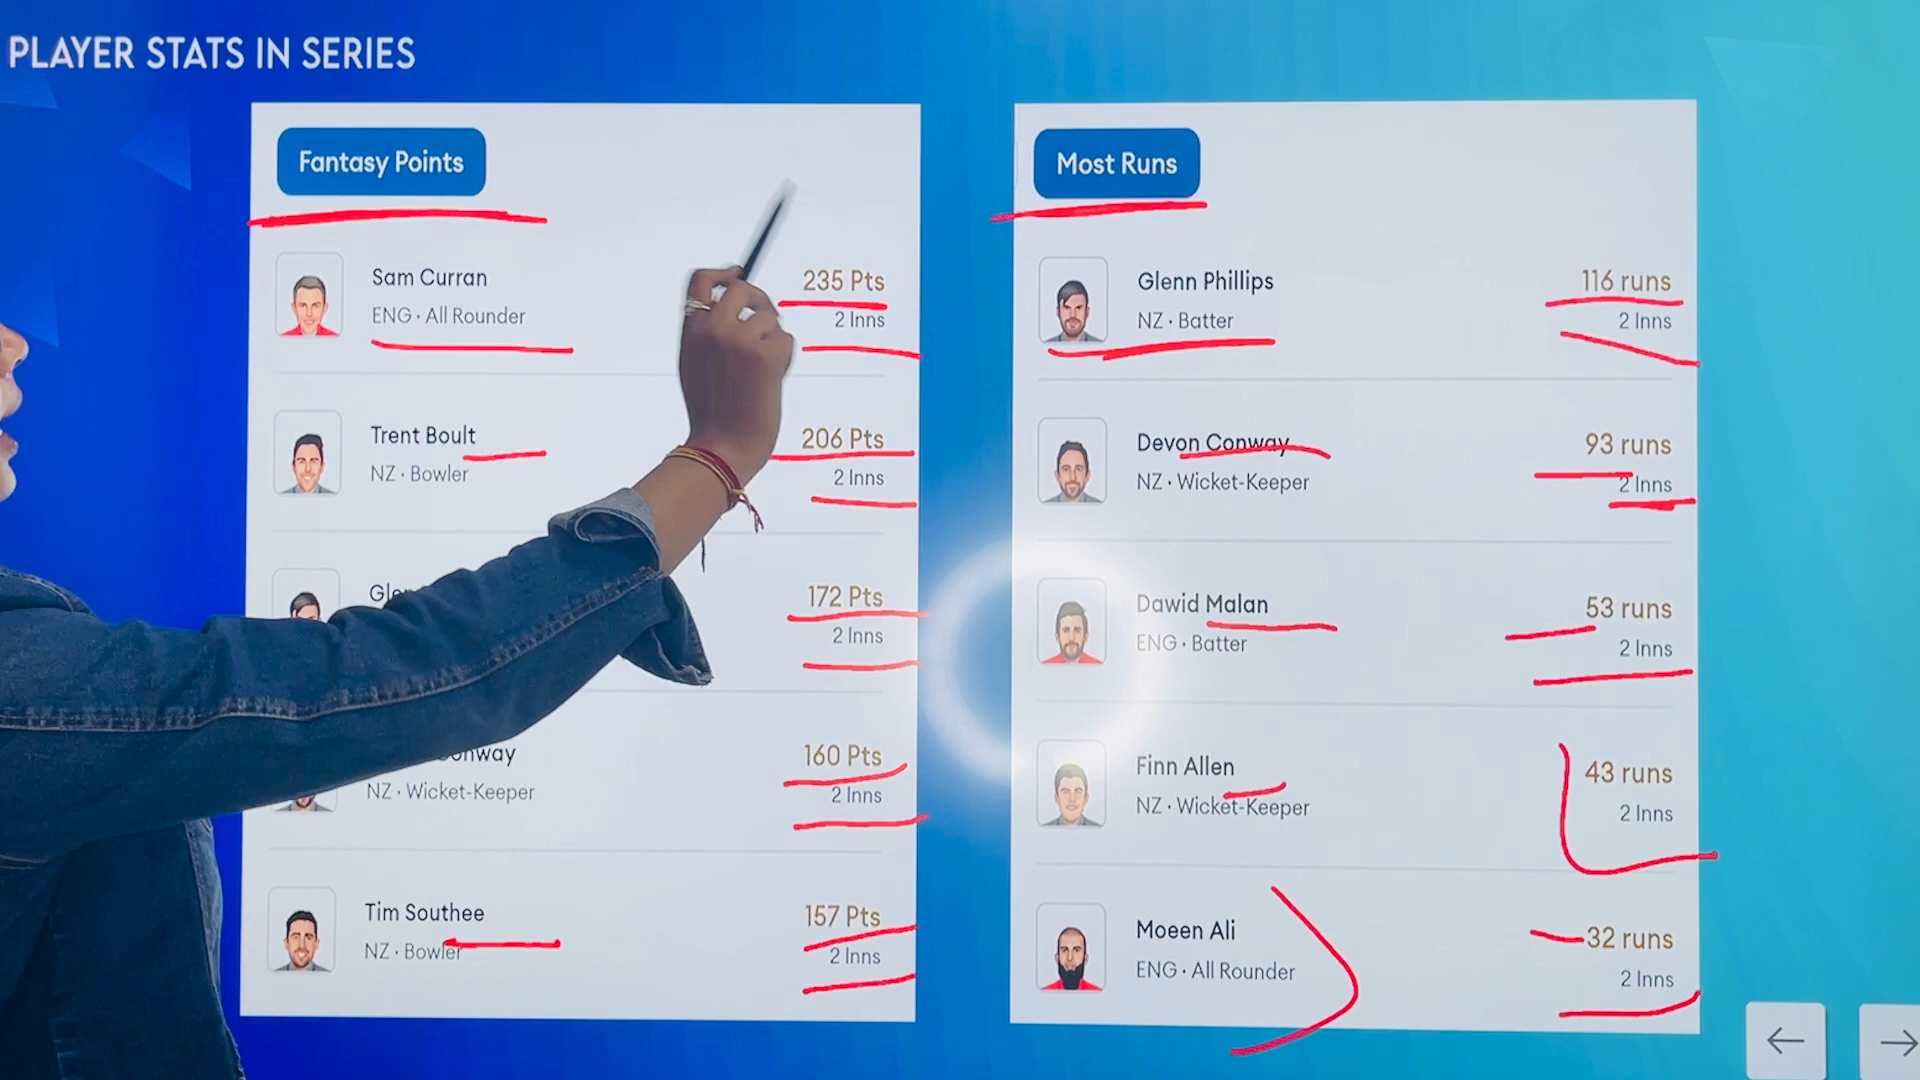 PLAYER STATS IN SERIES
Fantasy Points
Sam Curran
235 Pts
ENG · All Rounder
2 Inns
Trent Boult
206 Pts
NZ · Bowler
2 Inns
172 Pts
2 Inns
160 Pts
NZ · Wicket-Keeper
2 Inns
Tim Southee
157 Pts
NZ · Bowler
2 Inns
Most Runs
Glenn Phillips
116 runs
NZ · Batter
2 Inns
Devon Conway
93 runs
NZ · Wicket-Keeper
2 Inns
Dawid Malan
53 runs
ENG · Batter
2 Inns
Finn Allen
43 runs
NZ · Wicket-Keeper
2 Inns
Moeen Ali
32 runs
ENG · All Rounder
2 Inns